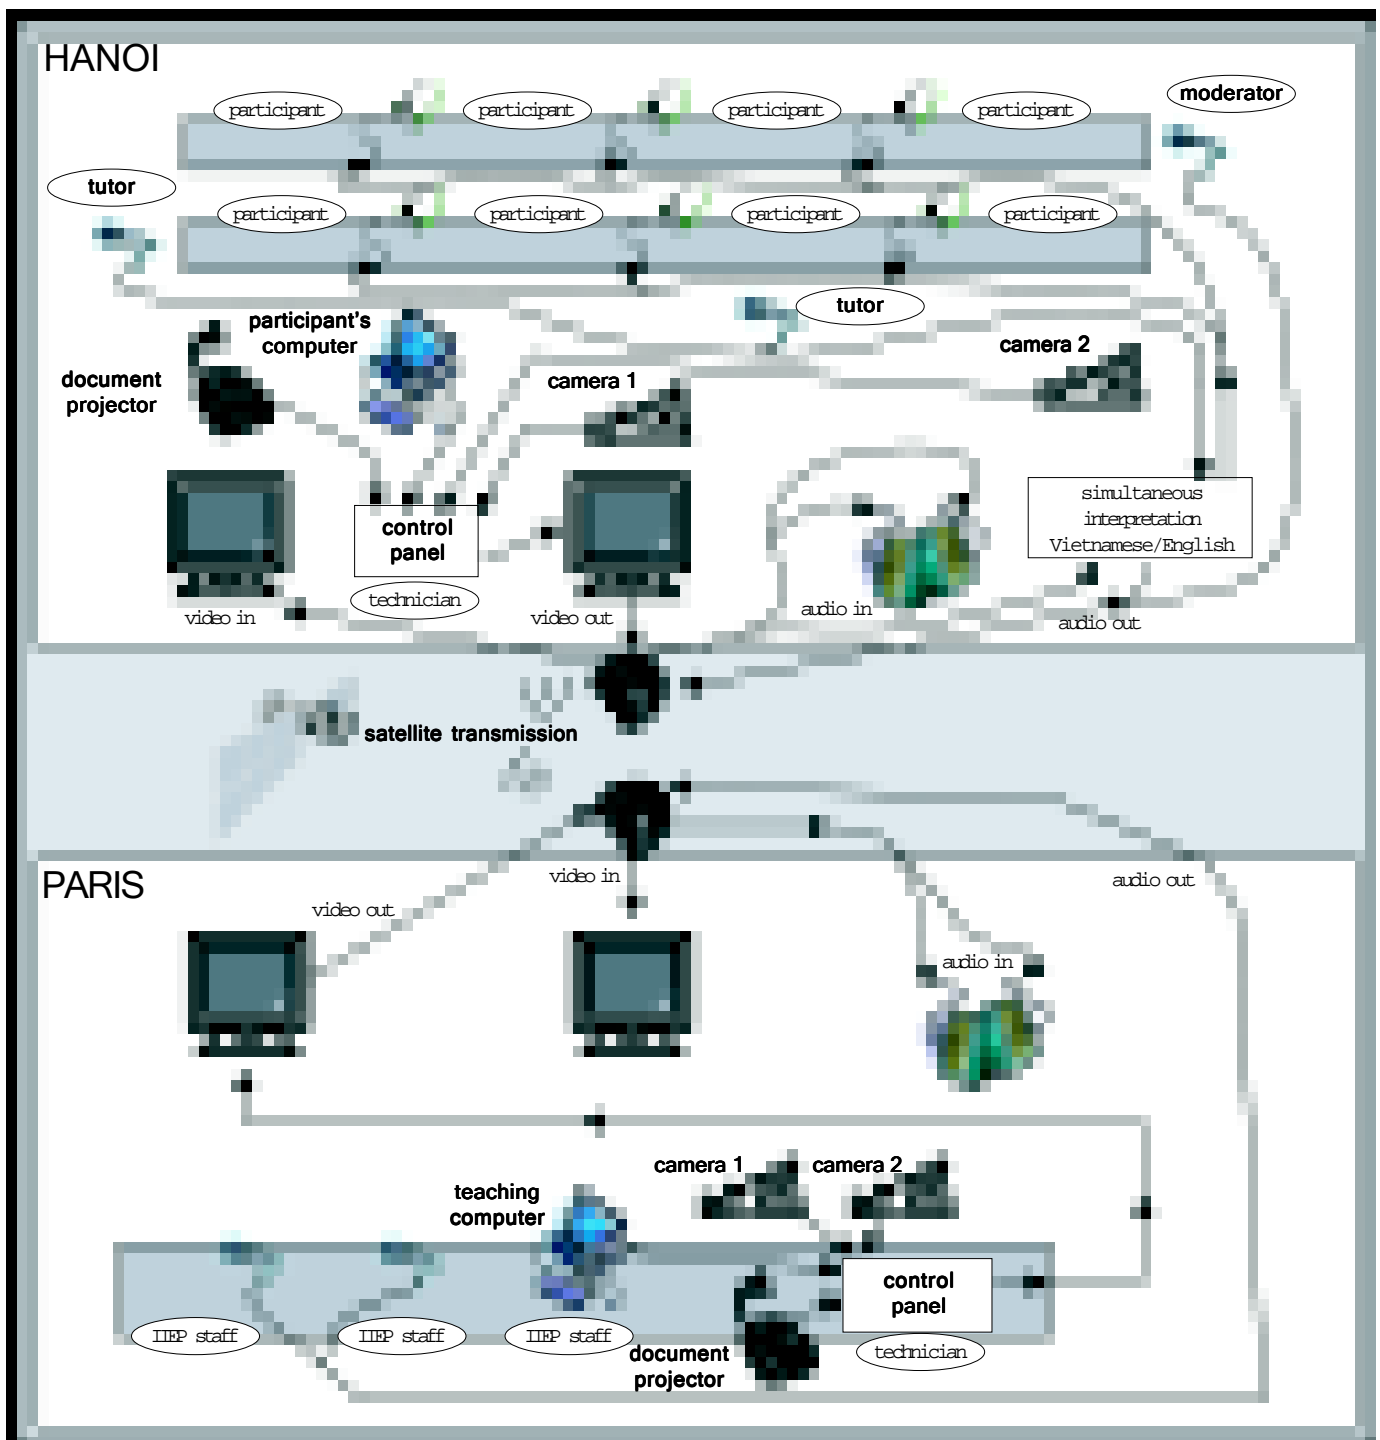 HANOI
participant
participant
participant
participant
moderator
tutor
participant
participant
participant
participant
tutor
participant's
computer
camera 2
document
projector
camera 1
simultaneous
interpretation
Vietnamese/English
control
panel
technician
video in
video out
audio in
audio out
satellite transmission
PARIS
video in
audio out
video out
audio in
camera 1
camera 2
teaching
computer
control
panel
IIEP staff
IIEP staff
IIEP staff
document
projector
technician